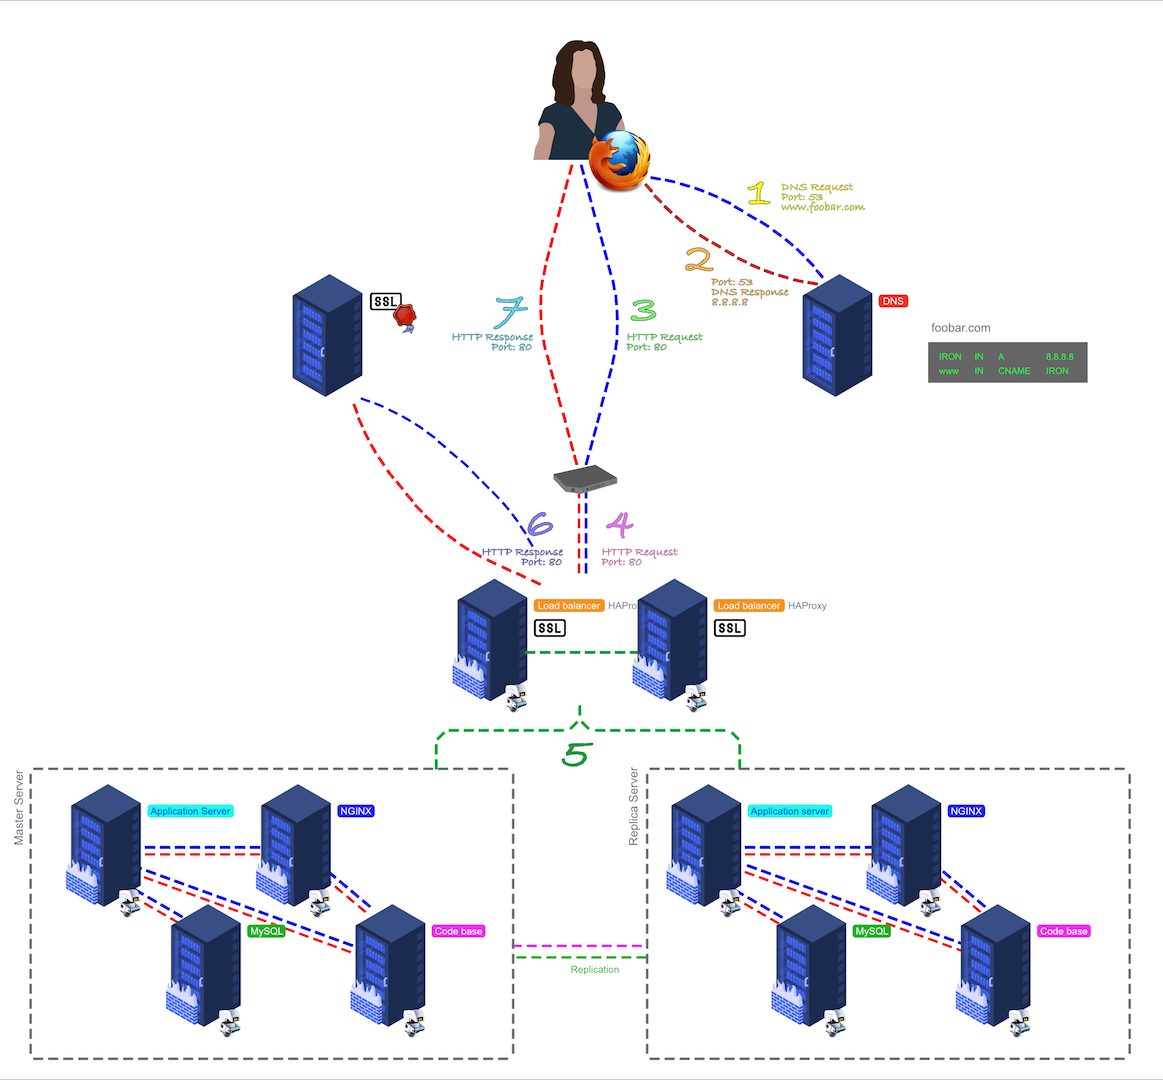 1
DNS Request
Port: 53
www.foobar.com
2
Port: 53
DNS Response
8.8.8.8
SSL
7
HTTP Response
Port: 80
3
HTTP Request
Port: 80
DNS
foobar.com
IRON IN A 8.8.8.8
www IN CNAME IRON
6
HTTP Response
Port: 80
4
HTTP Request
Port: 80
Load balancer HAPro
SSL
Load balancer HAProxy
SSL
5
Master Server
Application Server
NGINX
MySQL
Code base
Replication
Replica Server
Application server
NGINX
MySQL
Code base